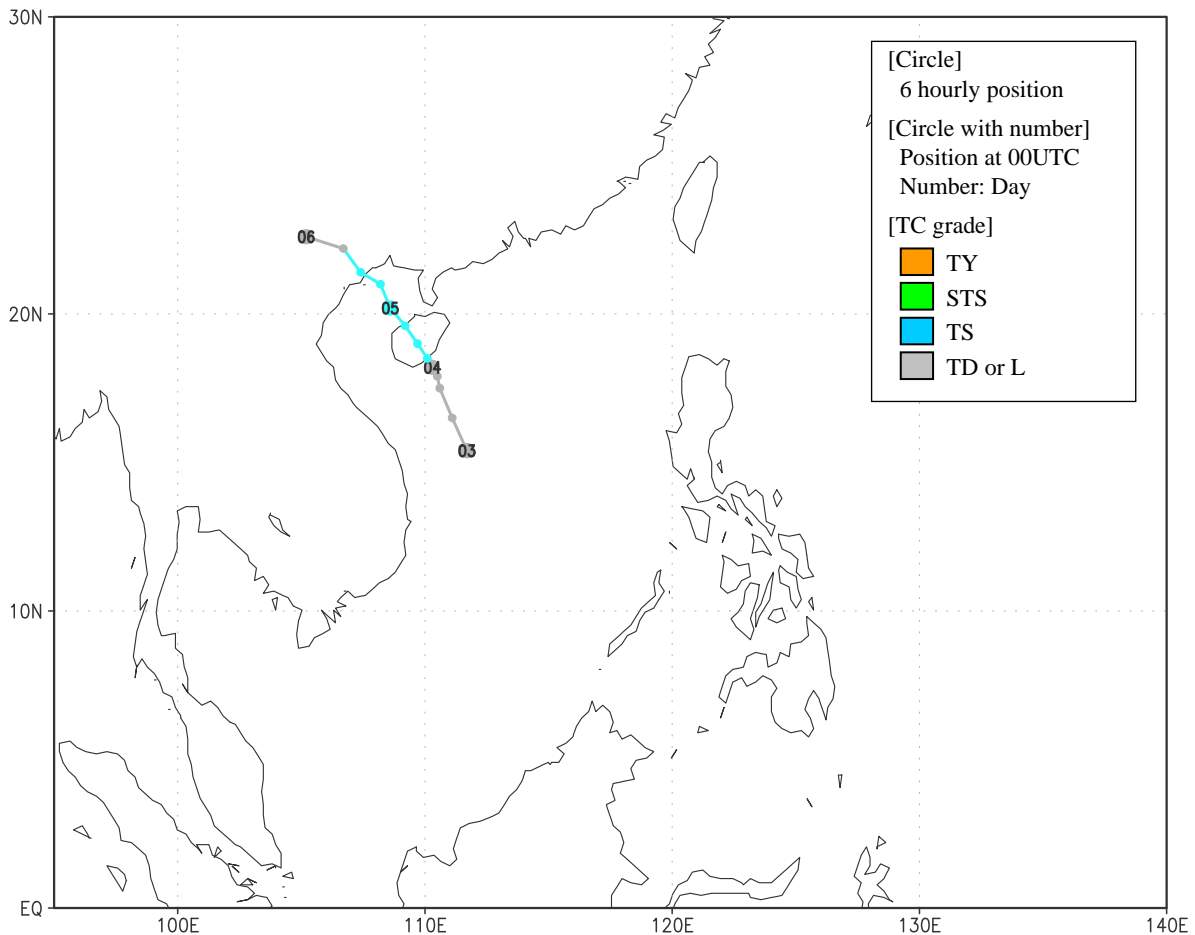 30N
[Circle]
6 hourly position
[Circle with number]
Position at 00UTC
Number: Day
[TC grade]
TY
STS
TS
TD or L
06
05
20N
04
03
10N
EQ
100E 110E 120E 130E 140E